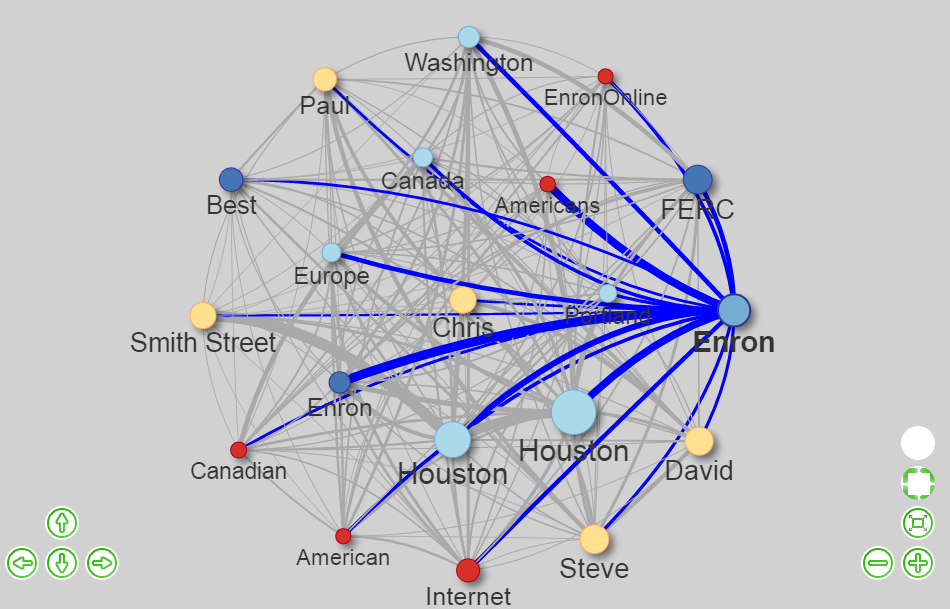 Washington
EnronOnline
Paul
Canada
Americans
FERC
Best
Europe
Portland
Chris
Smith Street
Enron
Enron
Houston
Houston
Canadian
David
American
Steve
Internet